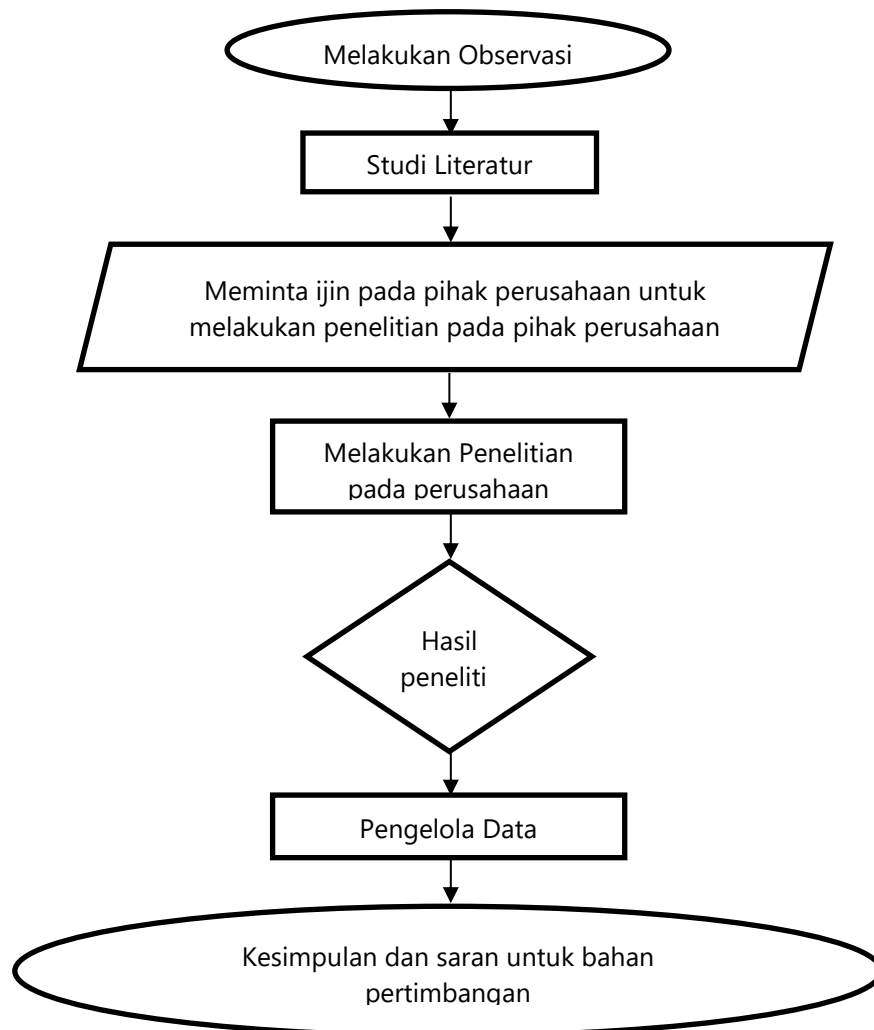 Melakukan Observasi
Studi Literatur
Meminta ijin pada pihak perusahaan untuk
melakukan penelitian pada pihak perusahaan
Melakukan Penelitian
pada perusahaan
Hasil
peneliti
Pengelola Data
Kesimpulan dan saran untuk bahan
pertimbangan